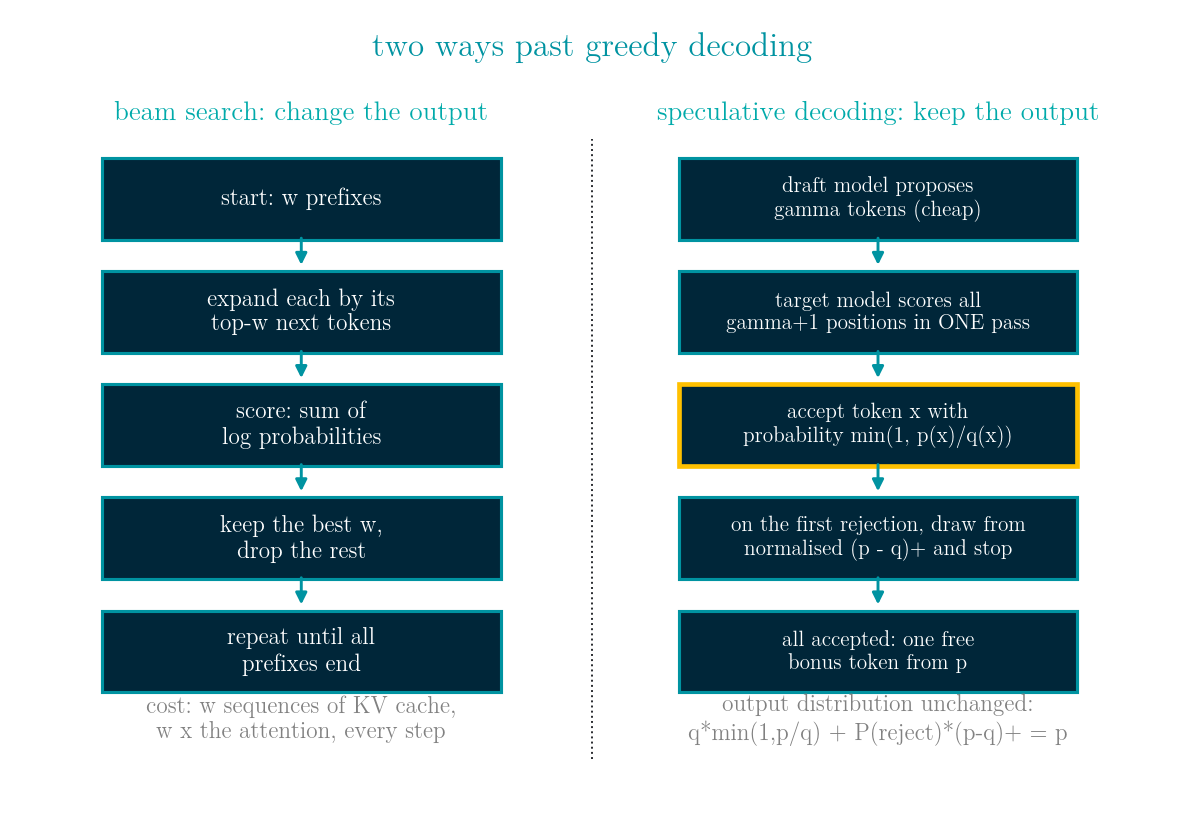 two ways past greedy decoding
beam search: change the output
start: w prefixes
expand each by its
top-w next tokens
score: sum of
log probabilities
keep the best w,
drop the rest
repeat until all
prefixes end
cost: w sequences of KV cache,
w x the attention, every step
speculative decoding: keep the output
draft model proposes
gamma tokens (cheap)
target model scores all
gamma+1 positions in ONE pass
accept token x with
probability min(1, p(x)/q(x))
on the first rejection, draw from
normalised (p - q)+ and stop
all accepted: one free
bonus token from p
output distribution unchanged:
q*min(1,p/q) + P(reject)*(p-q)+ = p